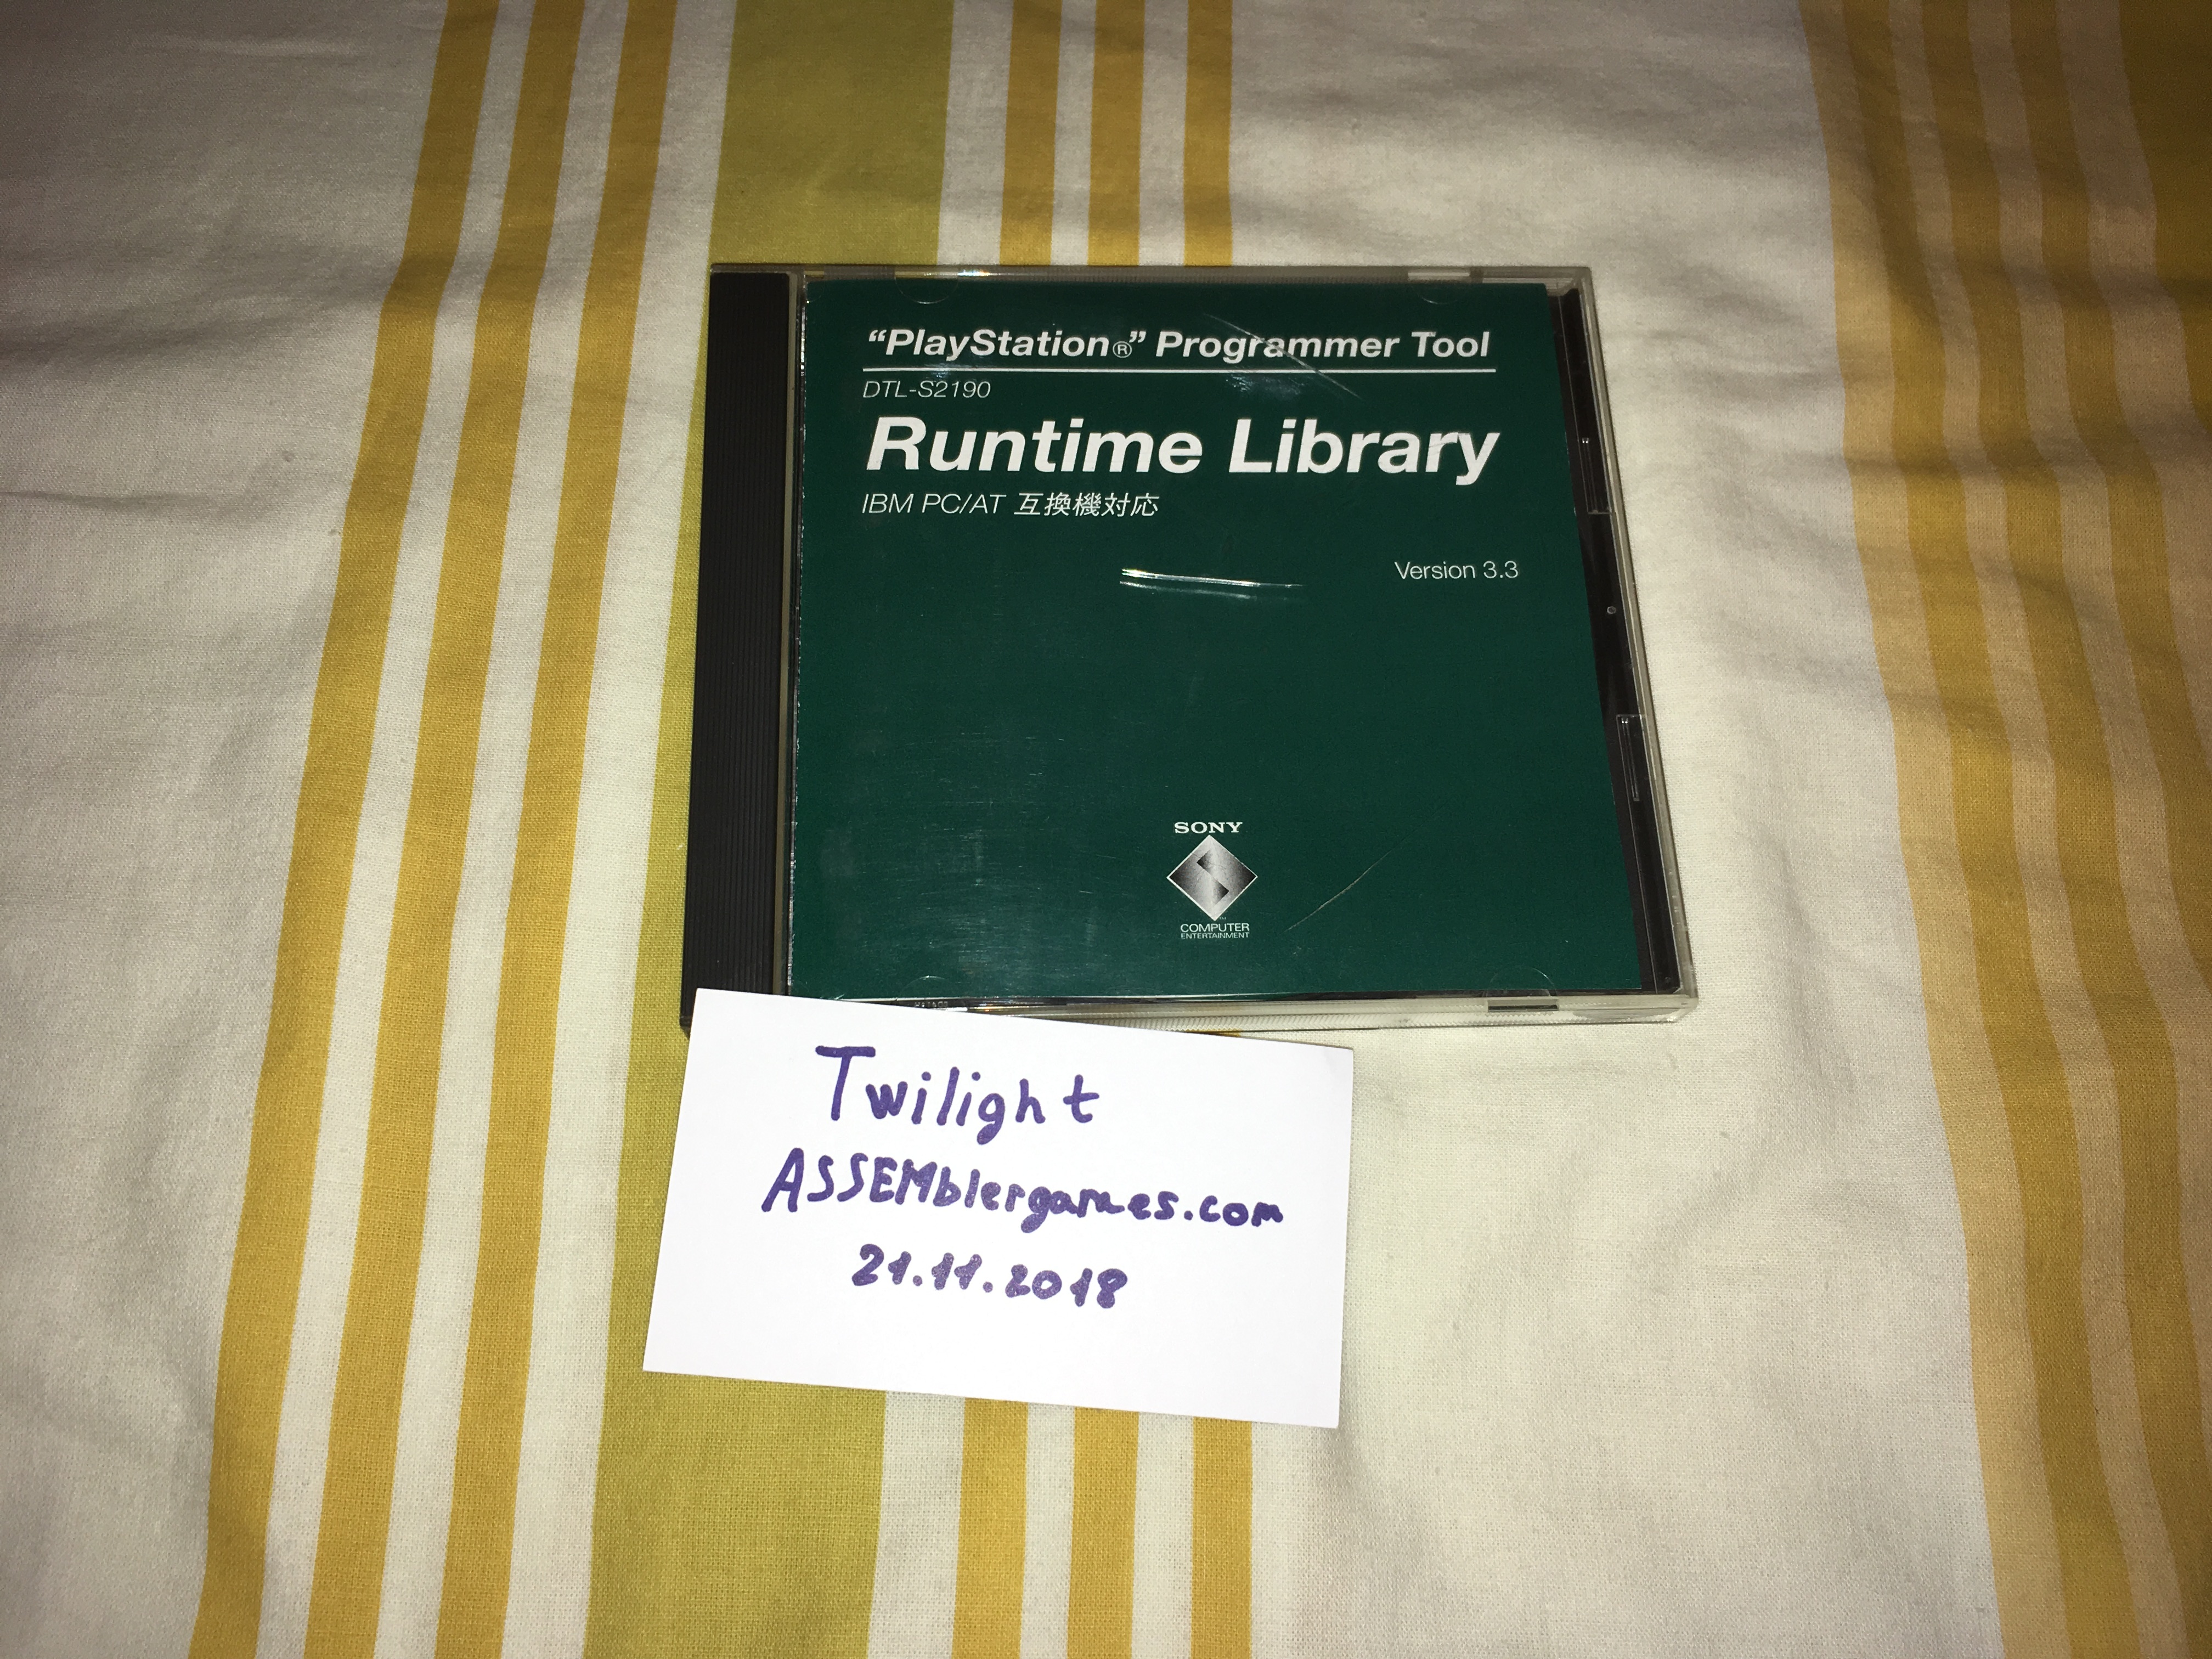 “PlayStation®” Programmer Tool
DTL-S2190
Runtime Library
IBM PC/AT 互換機対応
Version 3.3
SONY
COMPUTER
ENTERTAINMENT
Twilight
ASSEMblergames.com
21.11.2018